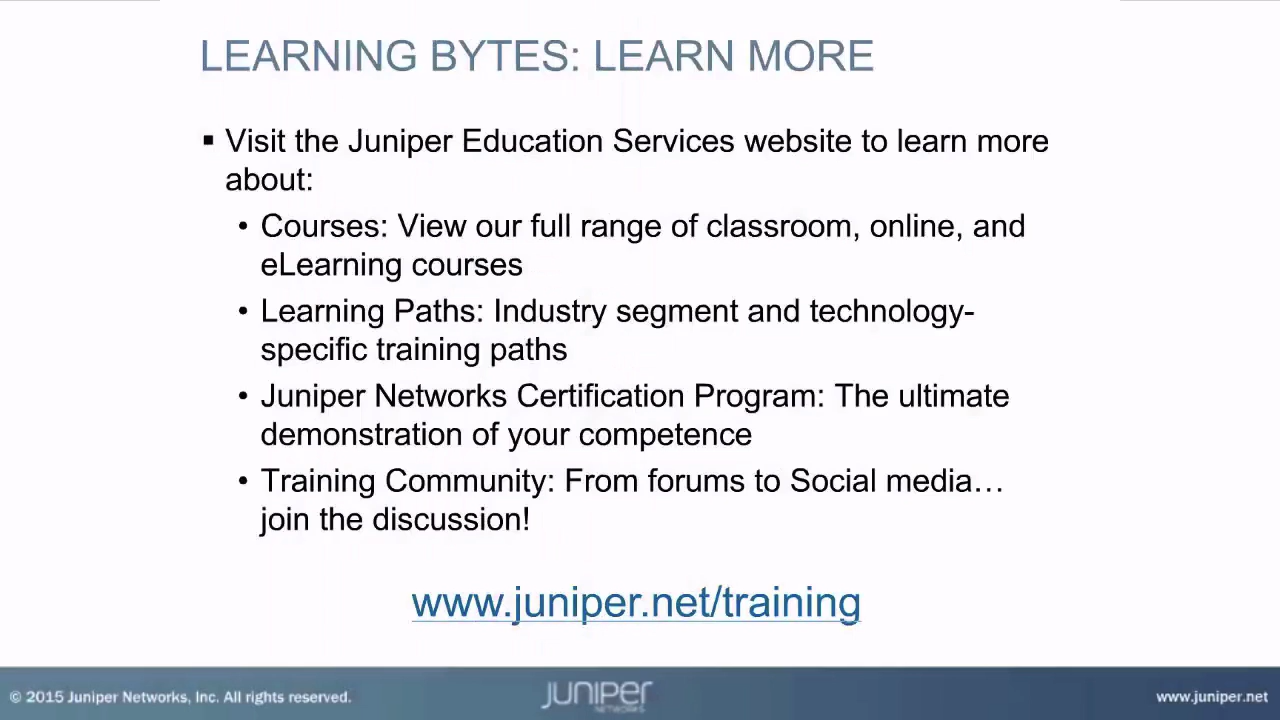 LEARNING BYTES: LEARN MORE
▪ Visit the Juniper Education Services website to learn more
about:
• Courses: View our full range of classroom, online, and
eLearning courses
• Learning Paths: Industry segment and technology-
specific training paths
• Juniper Networks Certification Program: The ultimate
demonstration of your competence
• Training Community: From forums to Social media…
join the discussion!
www.juniper.net/training
© 2015 Juniper Networks, Inc. All rights reserved.
JUNIPER
NETWORKS
www.juniper.net